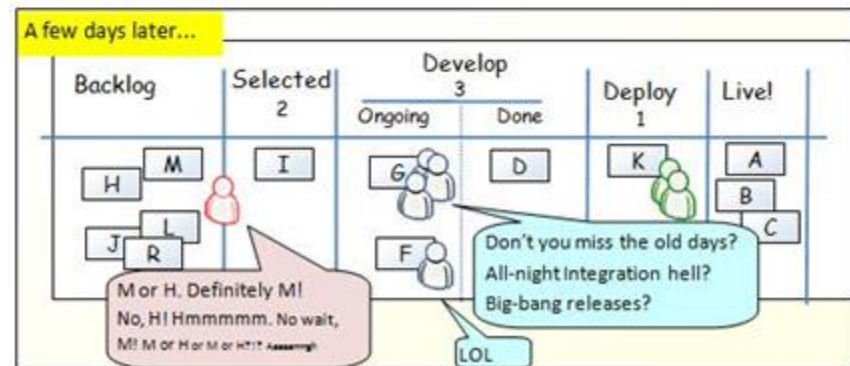 A few days later...
Backlog
Selected
2
Develop
3
Ongoing
Done
Deploy
1
Live!
H
M
J
L
R
I
G
F
D
K
A
B
C
M or H. Definitely M!
No, H! Hmmmmm. No wait,
M! M or H or M or H?!? Aaaaarrrgh
Don't you miss the old days?
All-night Integration hell?
Big-bang releases?
LOL